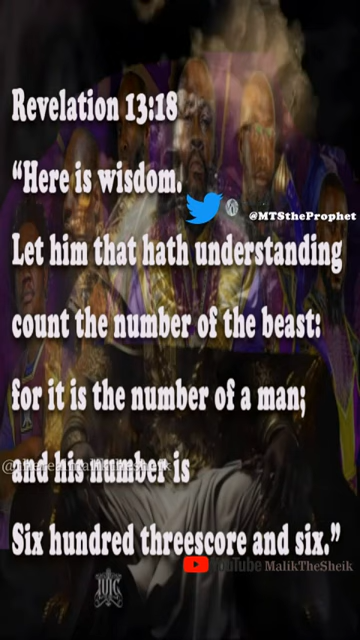 Revelation 13:18
“Here is wisdom.
@MTStheProphet
Let him that hath understanding
count the number of the beast:
for it is the number of a man;
and his number is
Six hundred threescore and six.”
YouTube MalikTheSheik